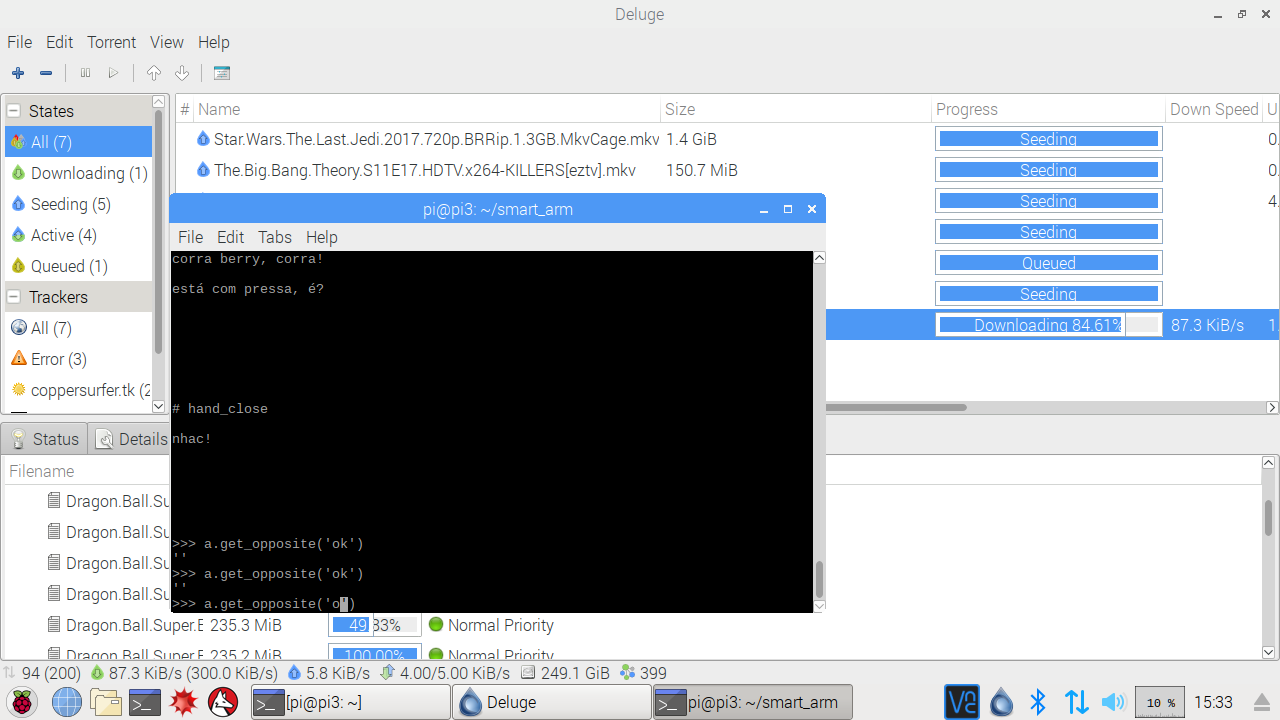 Deluge
File Edit Torrent View Help
# Name Size Progress Down Speed U
States
All (7)
Downloading (1)
Seeding (5)
Active (4)
Queued (1)
Trackers
All (7)
Error (3)
coppersurfer.tk (2
Star.Wars.The.Last.Jedi.2017.720p.BRRip.1.3GB.MkvCage.mkv 1.4 GiB Seeding 0.
The.Big.Bang.Theory.S11E17.HDTV.x264-KILLERS[eztv].mkv 150.7 MiB Seeding 0.
Seeding 4.
Seeding
Queued
Seeding
Downloading 84.61% 87.3 KiB/s 1.
pi@pi3: ~/smart_arm
File Edit Tabs Help
corra berry, corra!
está com pressa, é?
# hand_close
nhac!
>>> a.get_opposite('ok')
''
>>> a.get_opposite('ok')
''
>>> a.get_opposite('o')
Status Details
Filename
Dragon.Ball.Su
Dragon.Ball.Su
Dragon.Ball.Su
Dragon.Ball.Su
Dragon.Ball.Super.E 235.3 MiB 49 33% Normal Priority
Dragon.Ball.Super.E 235.2 MiB 100.00% Normal Priority
94 (200) 87.3 KiB/s (300.0 KiB/s) 5.8 KiB/s 4.00/5.00 KiB/s 249.1 GiB 399
[pi@pi3: ~] Deluge pi@pi3: ~/smart_arm 10 % 15:33